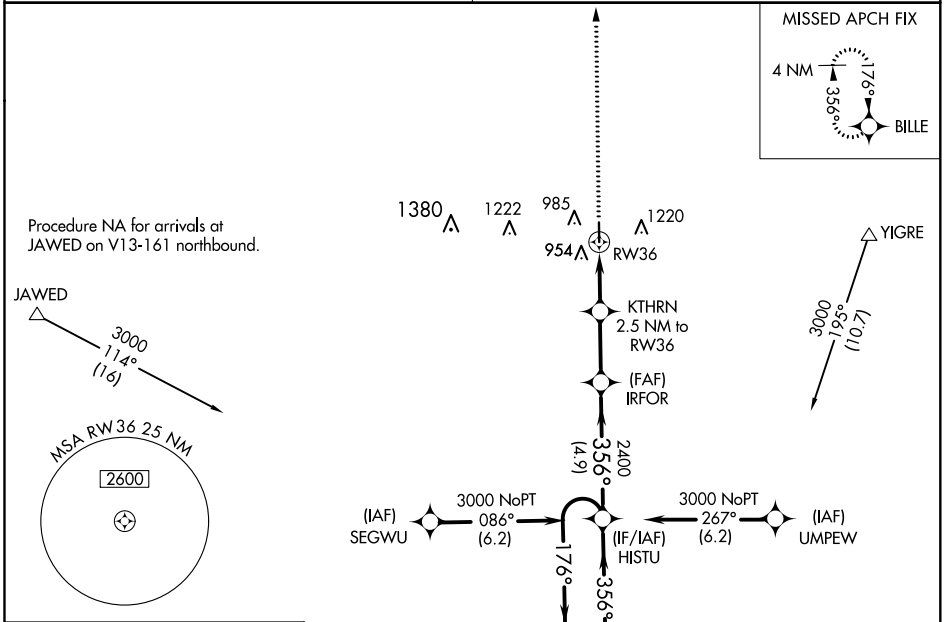 MISSED APCH FIX
4 NM
176°
356°
BILLE
Procedure NA for arrivals at
JAWED on V13-161 northbound.
JAWED
3000
114°
(16)
1380
1222
985
1220
954
RW36
YIGRE
3000
195°
(10.7)
KTHRN
2.5 NM to
RW36
(FAF)
IRFOR
2400
356°
(4.9)
MSA RW36 25 NM
2600
(IAF)
SEGWU
3000 NoPT
086°
(6.2)
(IF/IAF)
HISTU
3000 NoPT
267°
(6.2)
(IAF)
UMPEW
176°
356°